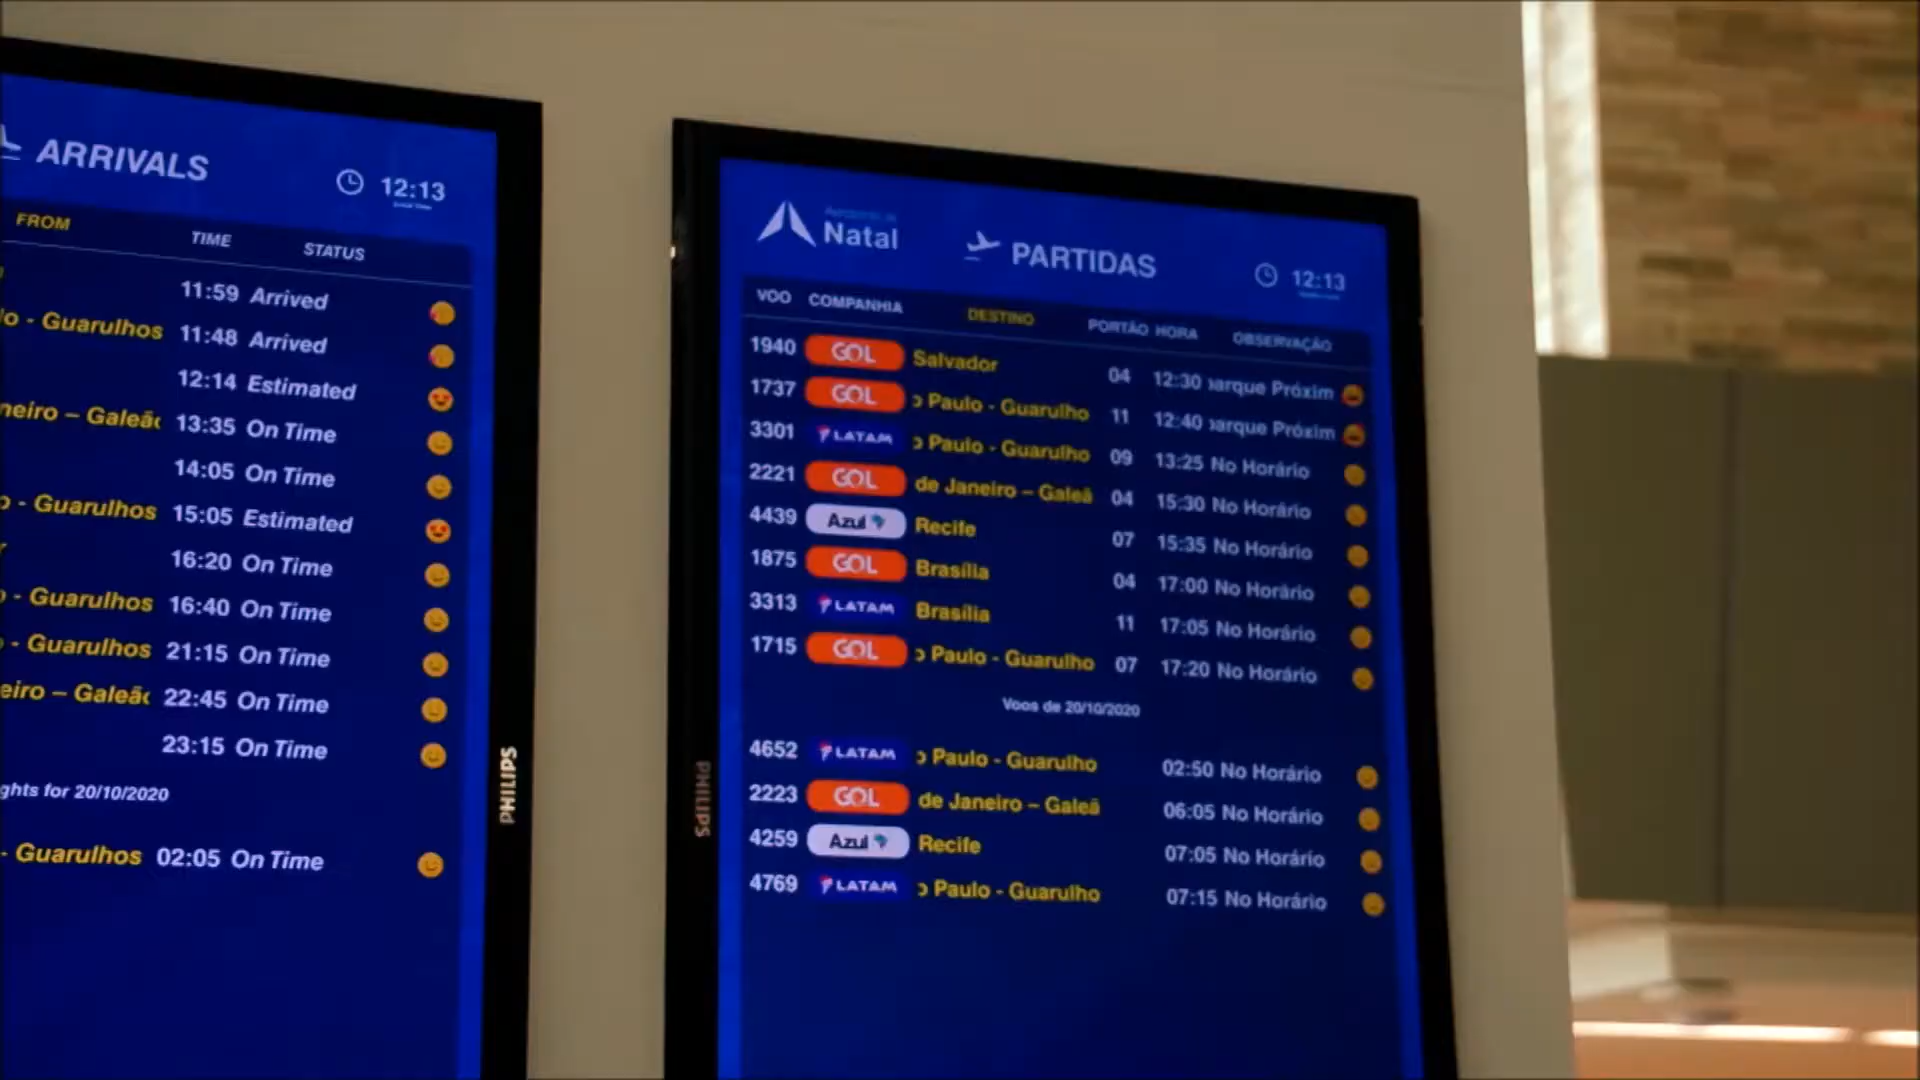 ARRIVALS 12:13
FROM TIME STATUS
11:59 Arrived
lo - Guarulhos 11:48 Arrived
12:14 Estimated
neiro – Galeão 13:35 On Time
14:05 On Time
o - Guarulhos 15:05 Estimated
16:20 On Time
o - Guarulhos 16:40 On Time
o - Guarulhos 21:15 On Time
eiro – Galeão 22:45 On Time
23:15 On Time
ghts for 20/10/2020
- Guarulhos 02:05 On Time
PHILIPS
Natal PARTIDAS 12:13
VOO COMPANHIA DESTINO PORTÃO HORA OBSERVAÇÃO
1940 GOL Salvador 04 12:30 barque Próxim
1737 GOL o Paulo - Guarulho 11 12:40 barque Próxim
3301 LATAM o Paulo - Guarulho 09 13:25 No Horário
2221 GOL de Janeiro – Galeã 04 15:30 No Horário
4439 Azul Recife 07 15:35 No Horário
1875 GOL Brasília 04 17:00 No Horário
3313 LATAM Brasília 11 17:05 No Horário
1715 GOL o Paulo - Guarulho 07 17:20 No Horário
Voos de 20/10/2020
4652 LATAM o Paulo - Guarulho 02:50 No Horário
2223 GOL de Janeiro – Galeã 06:05 No Horário
4259 Azul Recife 07:05 No Horário
4769 LATAM o Paulo - Guarulho 07:15 No Horário
PHILIPS